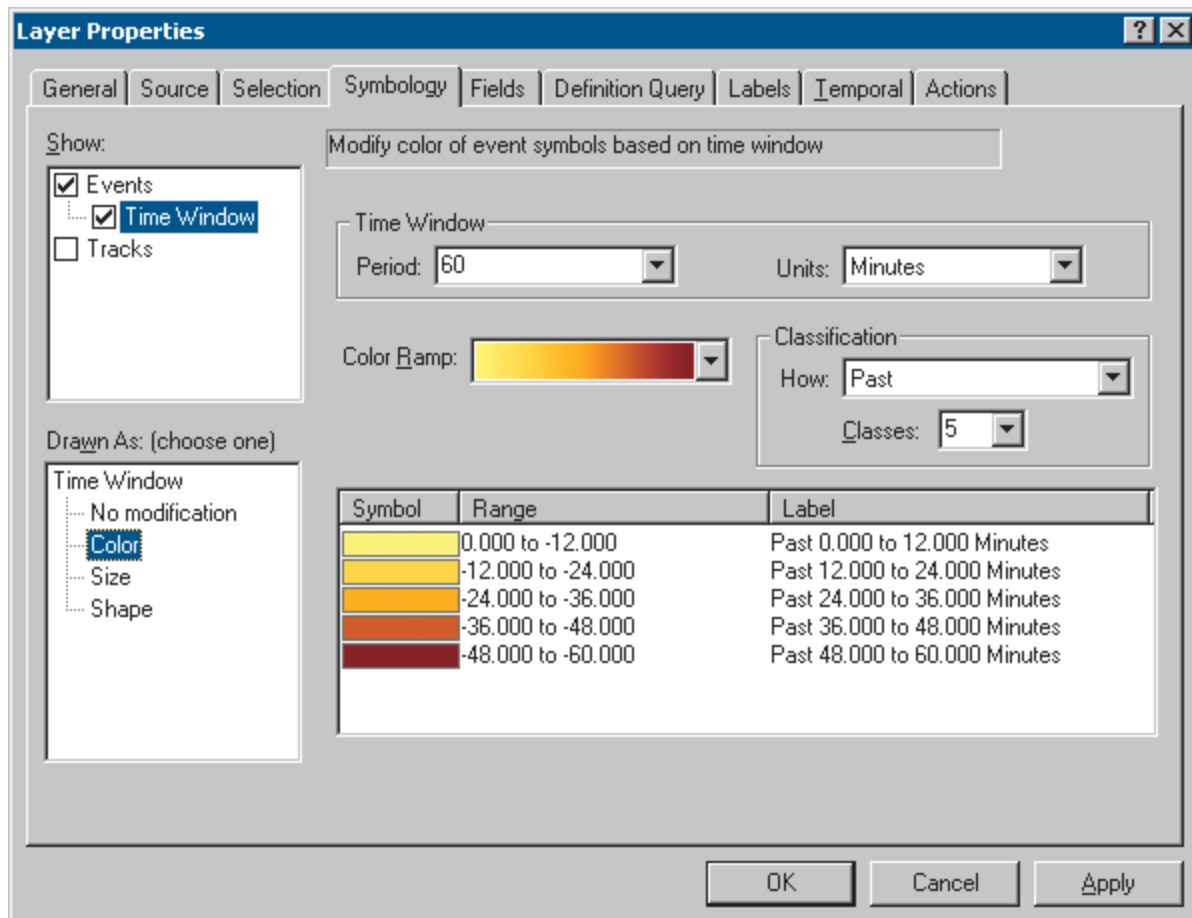 Layer Properties
General Source Selection Symbology Fields Definition Query Labels Temporal Actions
Show:
Events
Time Window
Tracks
Modify color of event symbols based on time window
Time Window
Period: 60 Units: Minutes
Color Ramp:
Classification
How: Past
Classes: 5
Drawn As: (choose one)
Time Window
No modification
Color
Size
Shape
Symbol Range Label
0.000 to -12.000 Past 0.000 to 12.000 Minutes
-12.000 to -24.000 Past 12.000 to 24.000 Minutes
-24.000 to -36.000 Past 24.000 to 36.000 Minutes
-36.000 to -48.000 Past 36.000 to 48.000 Minutes
-48.000 to -60.000 Past 48.000 to 60.000 Minutes
OK Cancel Apply